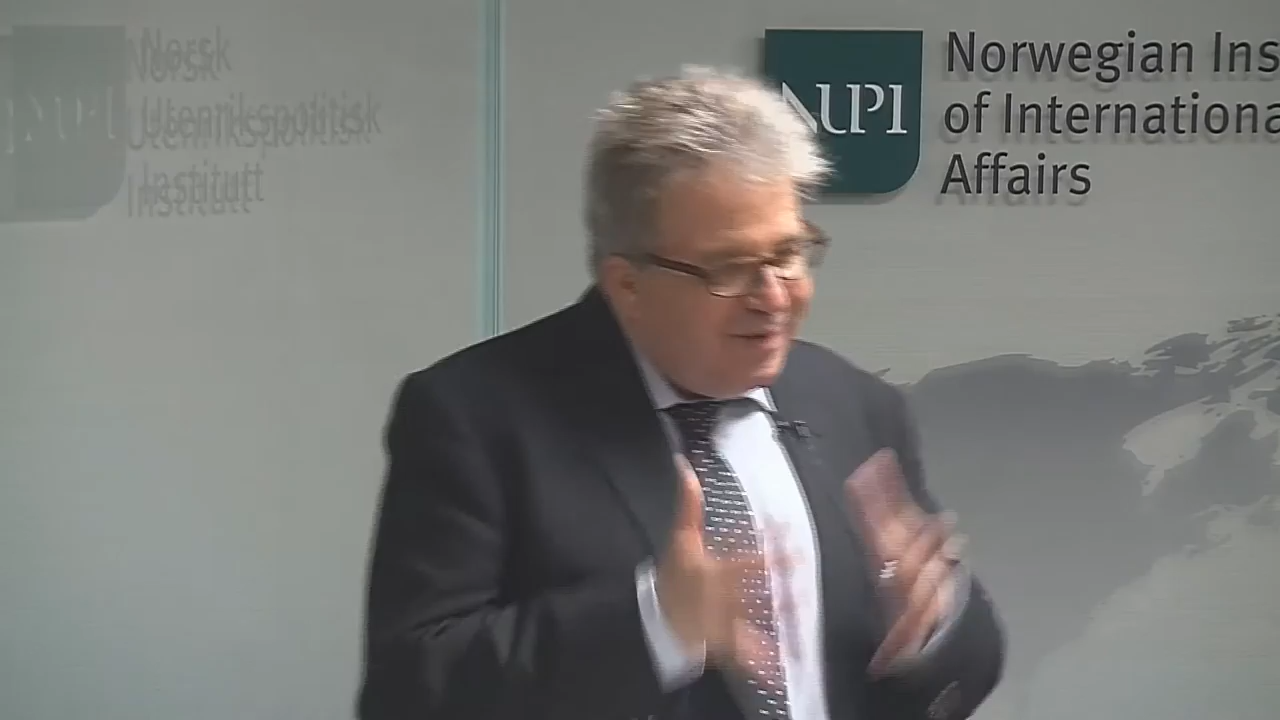 Norsk
Utenrikspolitisk
Institutt
NUPI
Norwegian Ins
of Internationa
Affairs